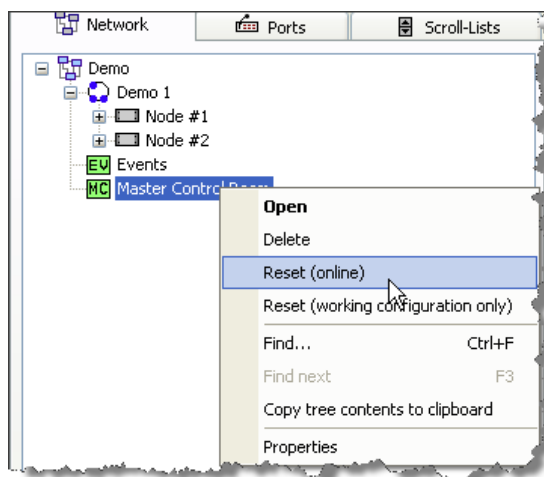 Network Ports Scroll-Lists
Demo
Demo 1
Node #1
Node #2
EV Events
MC Master Control Room
Open
Delete
Reset (online)
Reset (working configuration only)
Find... Ctrl+F
Find next F3
Copy tree contents to clipboard
Properties